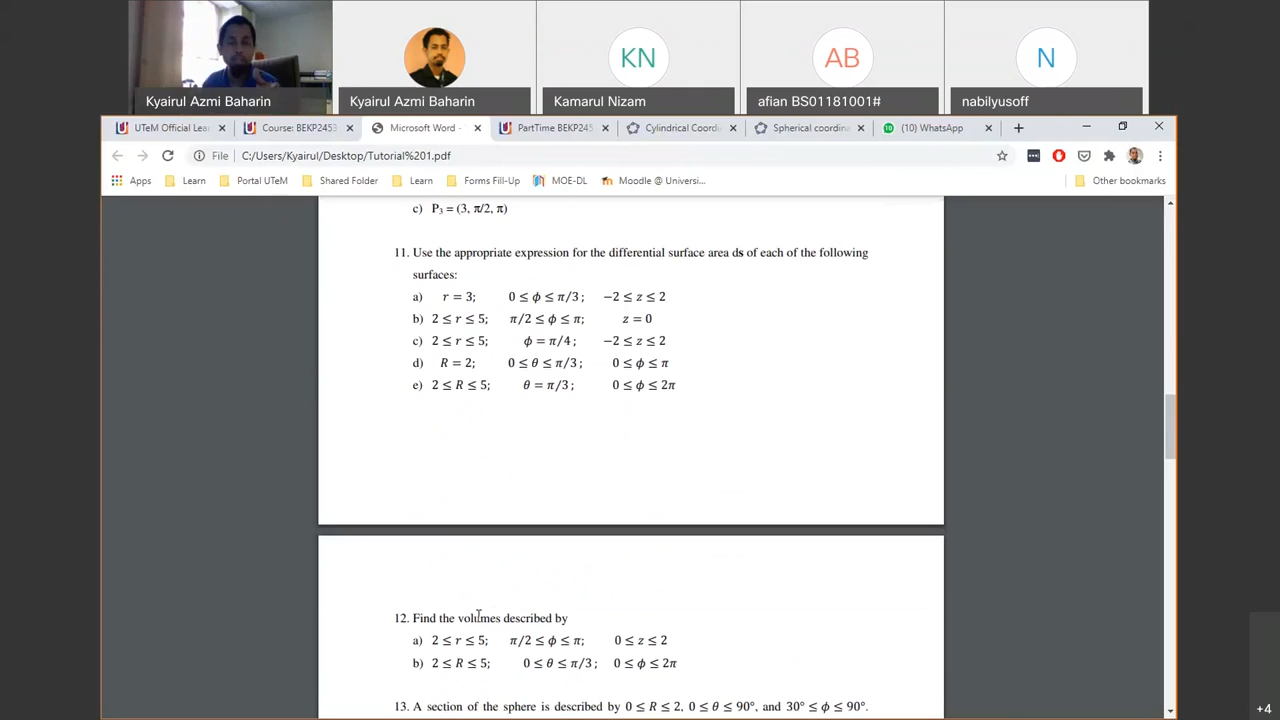 KN
AB
N
Kyairul Azmi Baharin
Kyairul Azmi Baharin
Kamarul Nizam
afian BS01181001#
nabilyusoff
UTeM Official Lea
Course: BEKP2453
Microsoft Word -
PartTime BEKP245
Cylindrical Coordi
Spherical coordina
(10) WhatsApp
File
C:/Users/Kyairul/Desktop/Tutorial%201.pdf
Apps
Learn
Portal UTeM
Shared Folder
Learn
Forms Fill-Up
MOE-DL
Moodle @ Universi...
Other bookmarks
c) P₃ = (3, π/2, π)
11. Use the appropriate expression for the differential surface area ds of each of the following
surfaces:
a) r = 3; 0 ≤ ϕ ≤ π/3; −2 ≤ z ≤ 2
b) 2 ≤ r ≤ 5; π/2 ≤ ϕ ≤ π; z = 0
c) 2 ≤ r ≤ 5; ϕ = π/4; −2 ≤ z ≤ 2
d) R = 2; 0 ≤ θ ≤ π/3; 0 ≤ ϕ ≤ π
e) 2 ≤ R ≤ 5; θ = π/3; 0 ≤ ϕ ≤ 2π
12. Find the volumes described by
a) 2 ≤ r ≤ 5; π/2 ≤ ϕ ≤ π; 0 ≤ z ≤ 2
b) 2 ≤ R ≤ 5; 0 ≤ θ ≤ π/3; 0 ≤ ϕ ≤ 2π
13. A section of the sphere is described by 0 ≤ R ≤ 2, 0 ≤ θ ≤ 90°, and 30° ≤ ϕ ≤ 90°.
+4